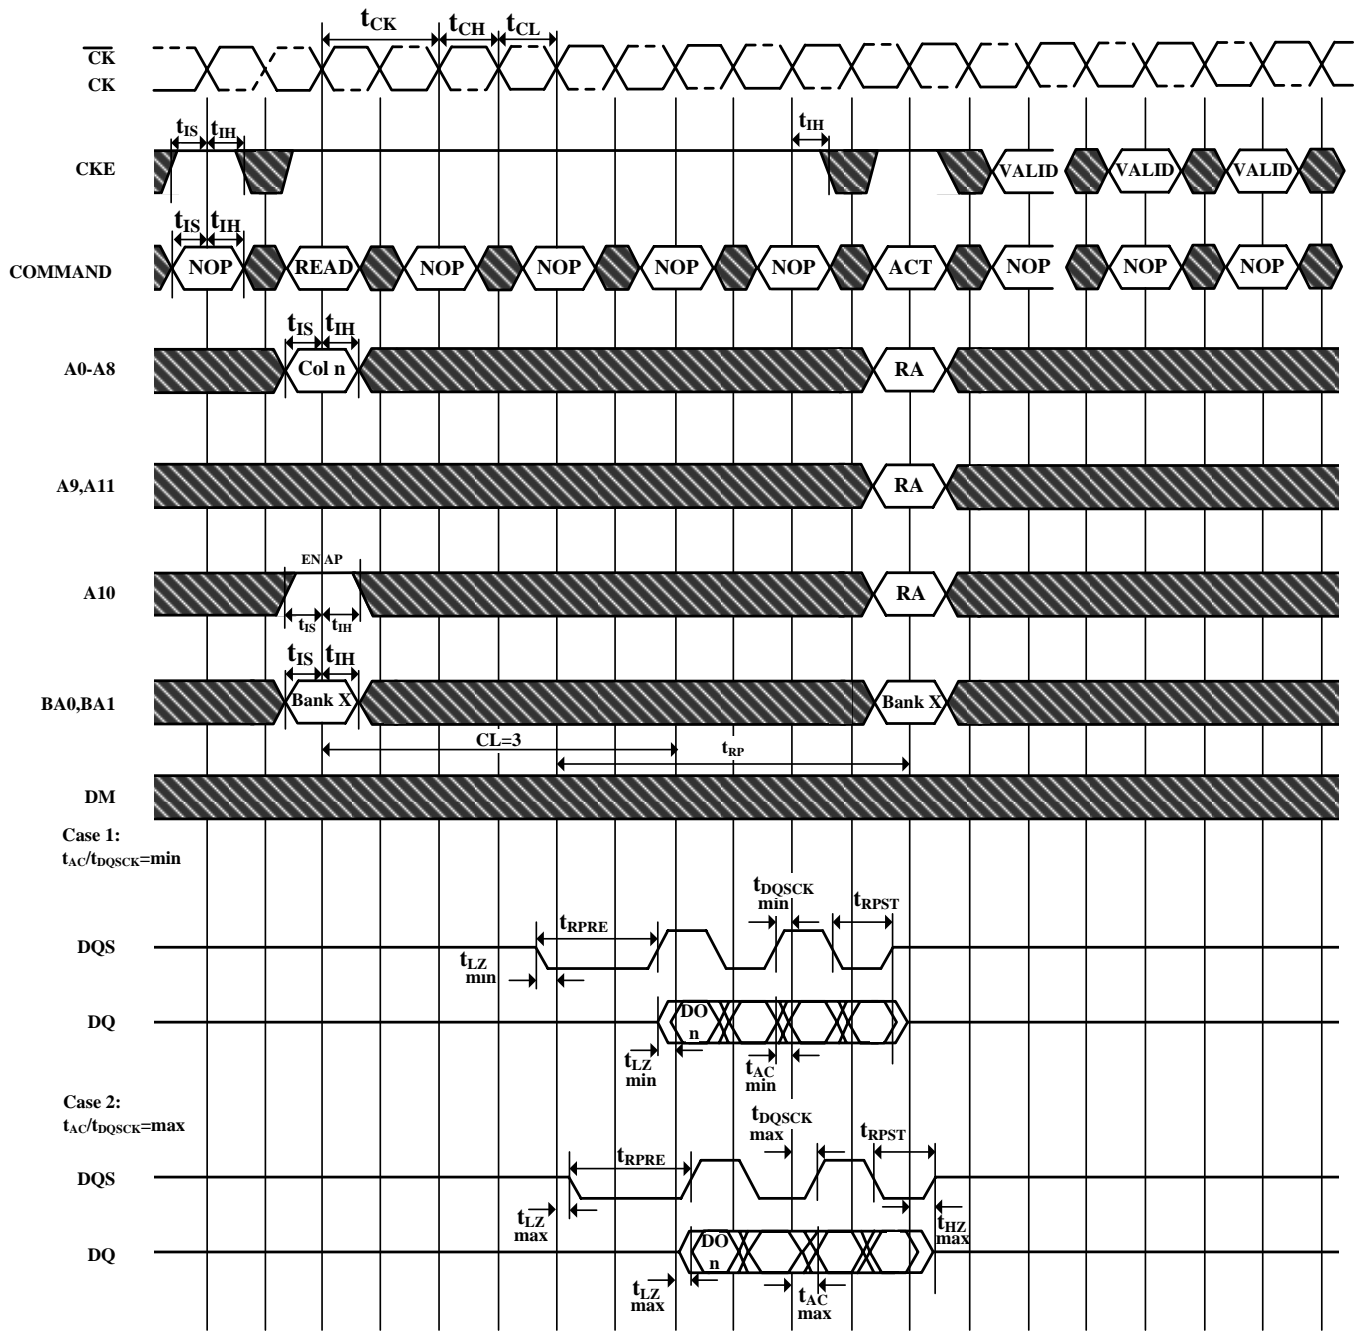 tCK tCH tCL
CK
CK
tIS tIH tIH
CKE VALID VALID VALID
tIS tIH
COMMAND NOP READ NOP NOP NOP NOP ACT NOP NOP NOP
tIS tIH
A0-A8 Col n RA
A9,A11 RA
EN AP
A10 RA
tIS tIH
tIS tIH
BA0,BA1 Bank X Bank X
CL=3 tRP
DM
Case 1:
tAC/tDQSCK=min
tDQSCK
min
tRPST
tRPRE
DQS
tLZ
min
DQ DO
n
tLZ
min
tAC
min
Case 2:
tAC/tDQSCK=max
tDQSCK
max
tRPST
tRPRE
DQS
tLZ
max
tHZ
max
DQ DO
n
tLZ
max
tAC
max